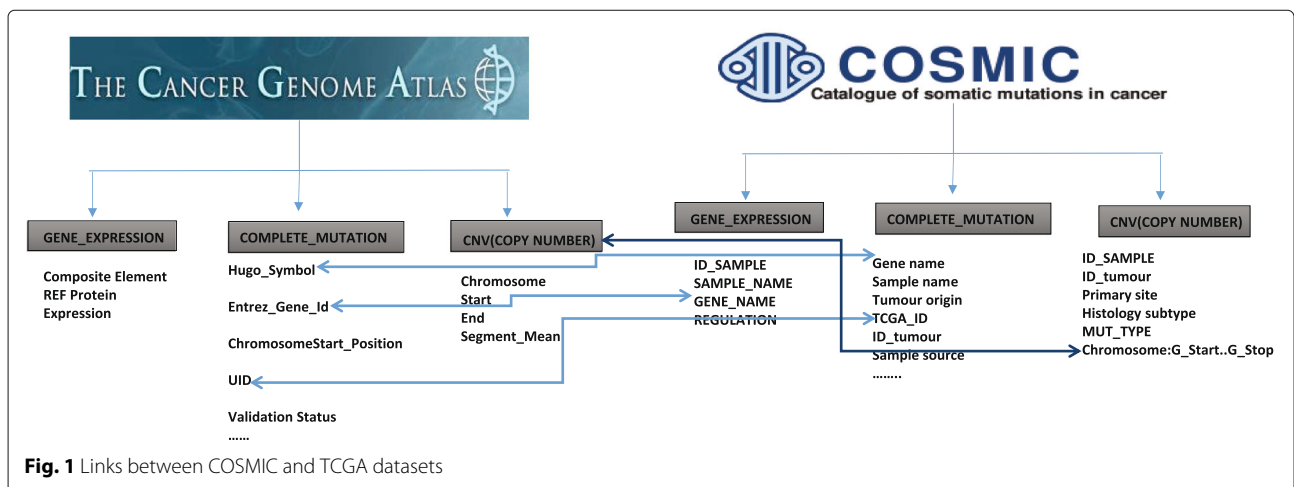 THE CANCER GENOME ATLAS
COSMIC
Catalogue of somatic mutations in cancer
GENE_EXPRESSION
Composite Element
REF Protein
Expression
COMPLETE_MUTATION
Hugo_Symbol
Entrez_Gene_Id
ChromosomeStart_Position
UID
Validation Status
......
CNV(COPY NUMBER)
Chromosome
Start
End
Segment_Mean
GENE_EXPRESSION
ID_SAMPLE
SAMPLE_NAME
GENE_NAME
REGULATION
COMPLETE_MUTATION
Gene name
Sample name
Tumour origin
TCGA_ID
ID_tumour
Sample source
........
CNV(COPY NUMBER)
ID_SAMPLE
ID_tumour
Primary site
Histology subtype
MUT_TYPE
Chromosome:G_Start..G_Stop
Fig. 1 Links between COSMIC and TCGA datasets